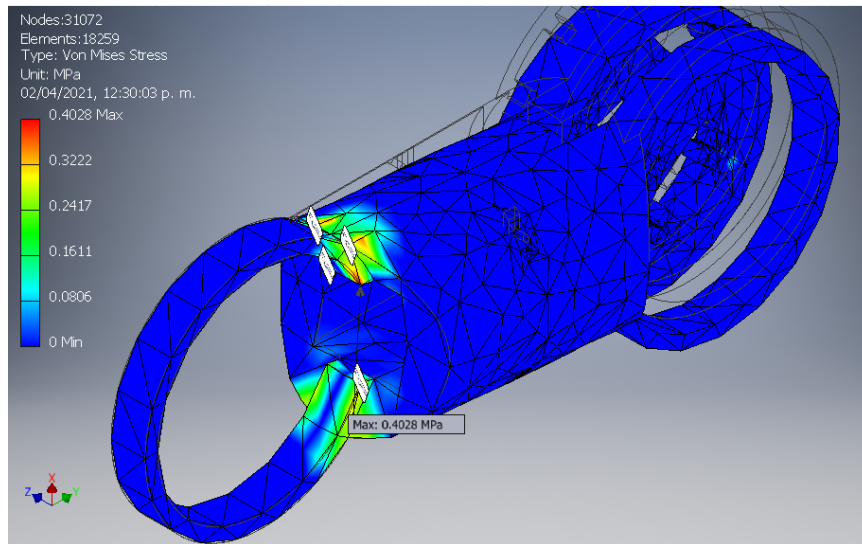 Nodes:31072
Elements:18259
Type: Von Mises Stress
Unit: MPa
02/04/2021, 12:30:03 p. m.
0.4028 Max
0.3222
0.2417
0.1611
0.0806
0 Min
Max: 0.4028 MPa
X
Z
Y